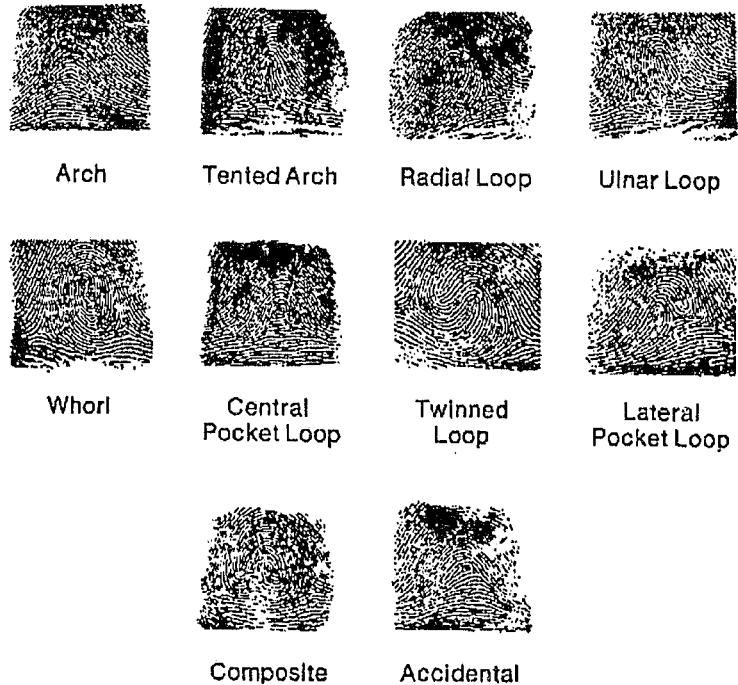 Arch
Tented Arch
Radial Loop
Ulnar Loop
Whorl
Central
Pocket Loop
Twinned
Loop
Lateral
Pocket Loop
Composite
Accidental